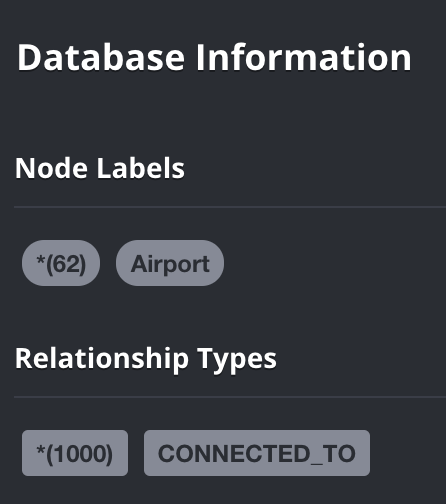 Database Information
Node Labels
*(62) Airport
Relationship Types
*(1000) CONNECTED_TO